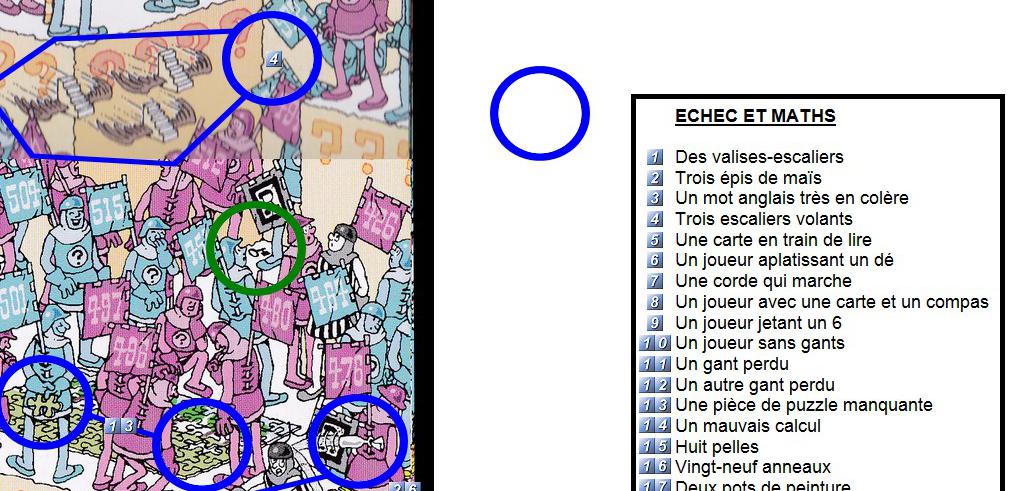 4
509
515
501
497
496
480
476
13
26
ECHEC ET MATHS
1 Des valises-escaliers
2 Trois épis de maïs
3 Un mot anglais très en colère
4 Trois escaliers volants
5 Une carte en train de lire
6 Un joueur aplatissant un dé
7 Une corde qui marche
8 Un joueur avec une carte et un compas
9 Un joueur jetant un 6
10 Un joueur sans gants
11 Un gant perdu
12 Un autre gant perdu
13 Une pièce de puzzle manquante
14 Un mauvais calcul
15 Huit pelles
16 Vingt-neuf anneaux
17 Deux pots de peinture